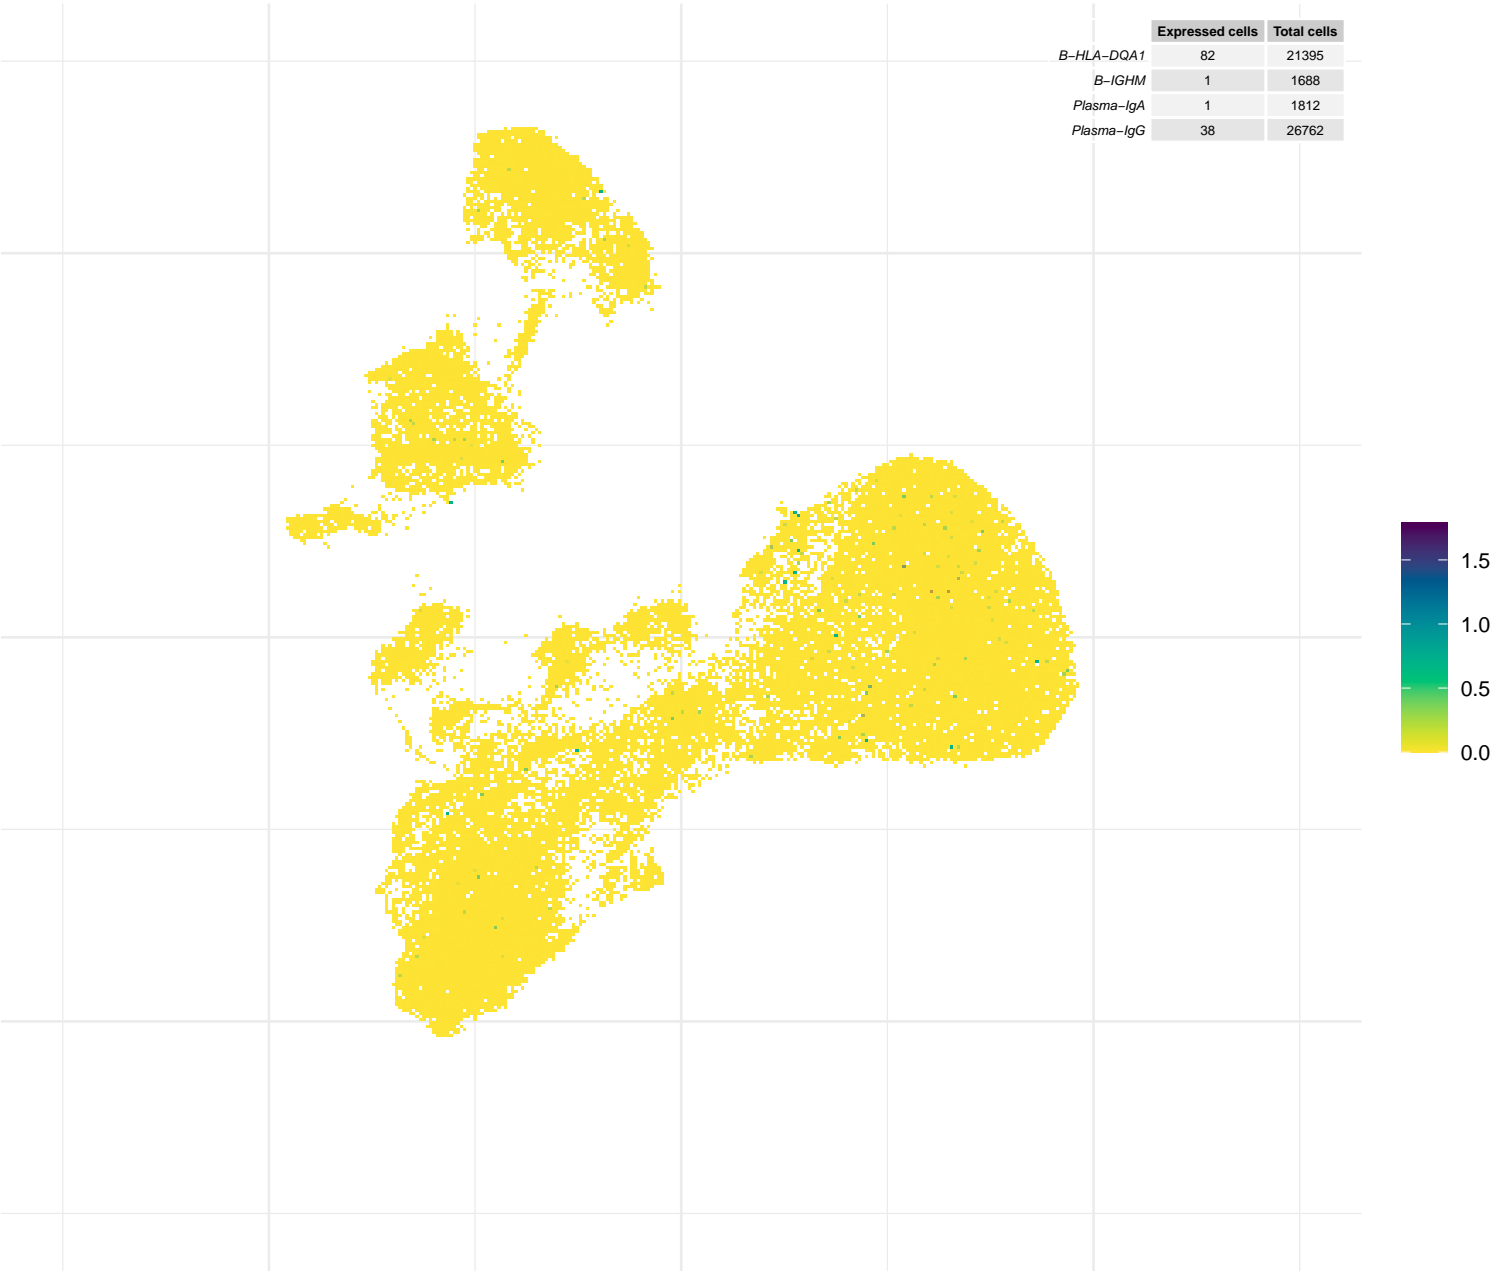 Expressed cells Total cells
B−HLA−DQA1 82 21395
B−IGHM 1 1688
Plasma−IgA 1 1812
Plasma−IgG 38 26762
1.5
1.0
0.5
0.0